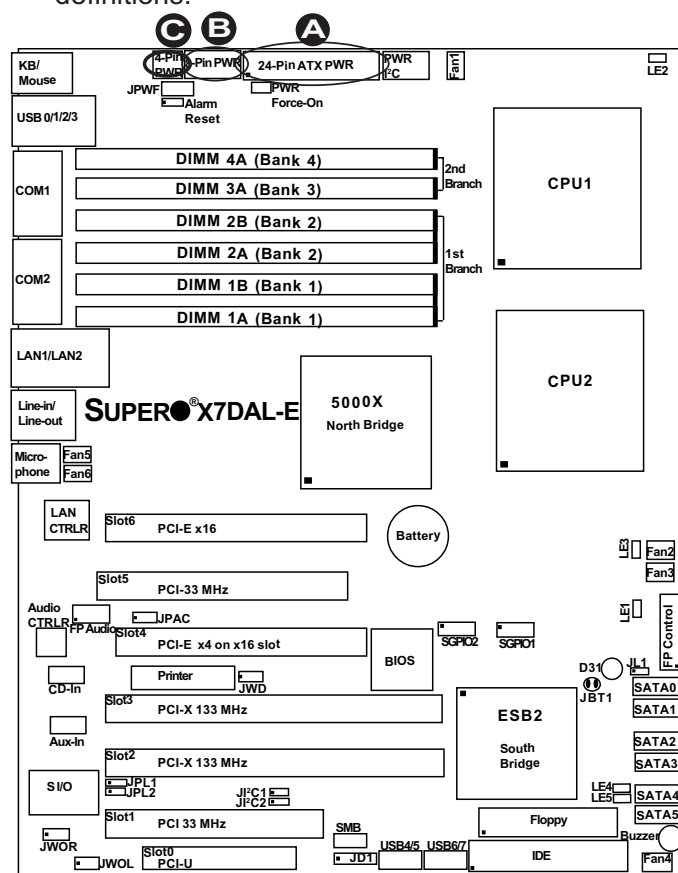 definitions.
C
B
A
KB/
Mouse
4-Pin
PWR
-Pin PWR
24-Pin ATX PWR
PWR
I²C
Fan1
LE2
JPWF
Alarm
Reset
PWR
Force-On
USB 0/1/2/3
COM1
COM2
DIMM 4A (Bank 4)
DIMM 3A (Bank 3)
DIMM 2B (Bank 2)
DIMM 2A (Bank 2)
DIMM 1B (Bank 1)
DIMM 1A (Bank 1)
2nd
Branch
1st
Branch
CPU1
CPU2
LAN1/LAN2
Line-in/
Line-out
SUPER®X7DAL-E
5000X
North Bridge
Micro-
phone
Fan5
Fan6
LAN
CTRLR
Slot6
PCI-E x16
Battery
LE3
Fan2
Fan3
Slot5
PCI-33 MHz
Audio
CTRLR
FP Audio
JPAC
Slot4
PCI-E x4 on x16 slot
BIOS
SGPIO2
SGPIO1
LE1
FP Control
CD-In
Printer
JWD
D31
JL1
JBT1
SATA0
SATA1
SATA2
SATA3
SATA4
SATA5
Slot3
PCI-X 133 MHz
Aux-In
ESB2
South
Bridge
Slot2
PCI-X 133 MHz
S I/O
JPL1
JPL2
JI²C1
JI²C2
LE4
LE5
Slot1
PCI 33 MHz
SMB
Floppy
Buzzer
JWOR
JWOL
Slot0
PCI-U
JD1
USB4/5
USB6/7
IDE
Fan4